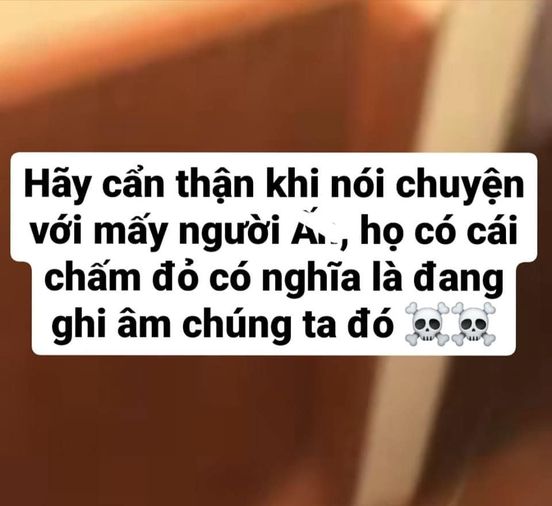 Hãy cẩn thận khi nói chuyện
với mấy người Ấn, họ có cái
chấm đỏ có nghĩa là đang
ghi âm chúng ta đó ☠️☠️